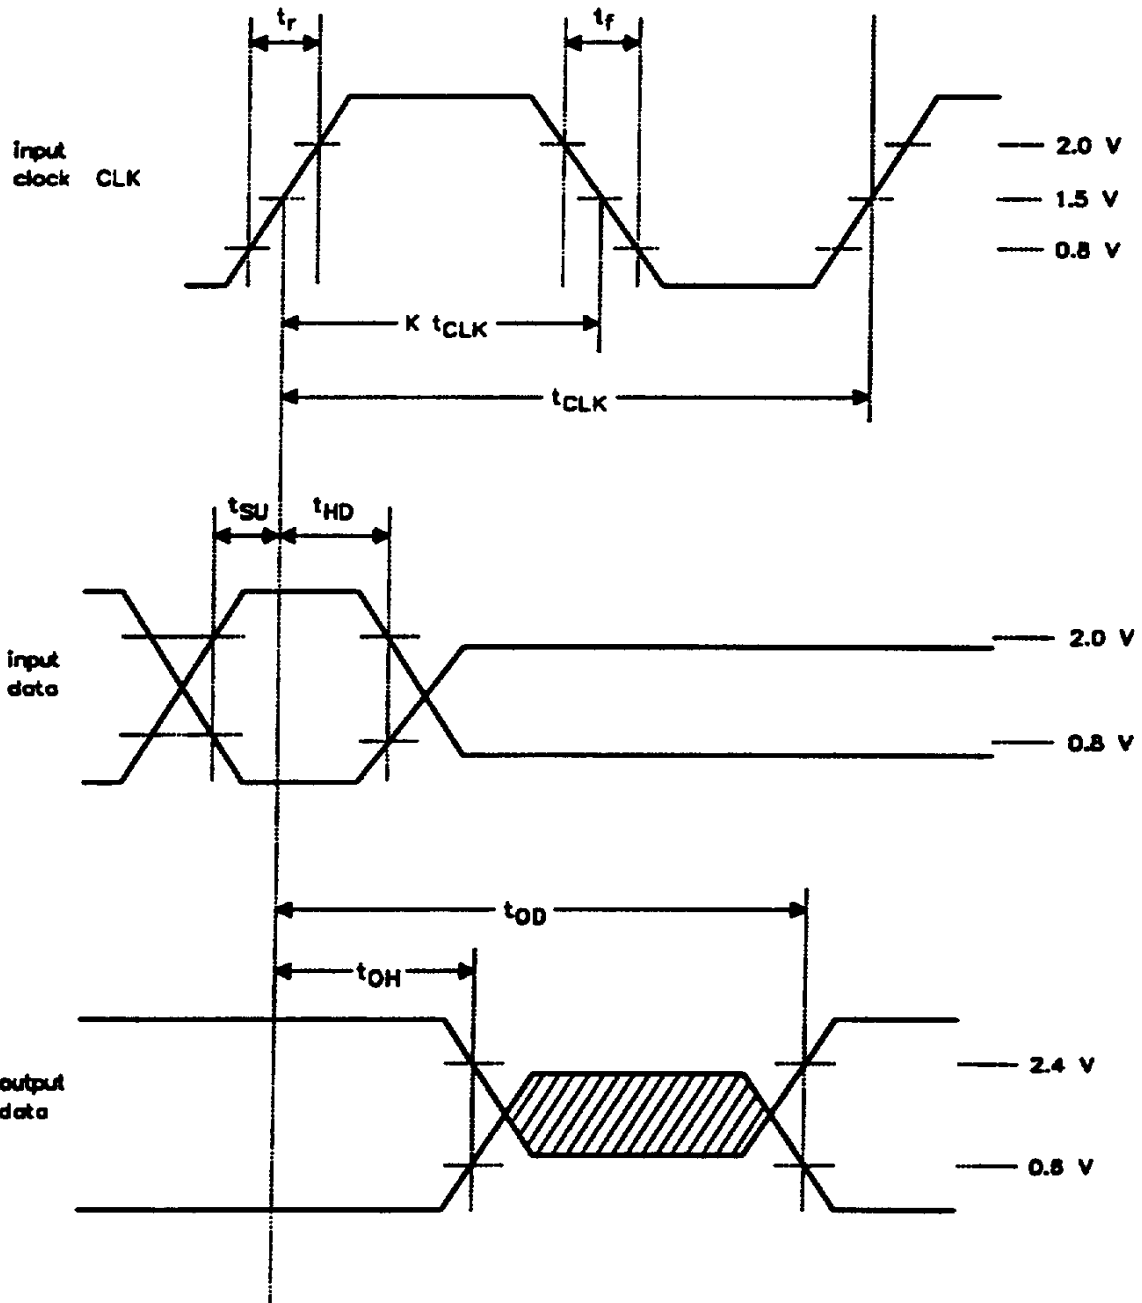 tr
tf
input
clock CLK
2.0 V
1.5 V
0.8 V
K tCLK
tCLK
tSU
tHD
input
data
2.0 V
0.8 V
tOD
tOH
output
data
2.4 V
0.8 V